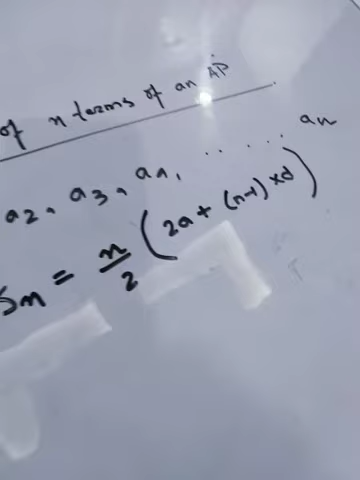 of n terms of an AP
a2, a3, a4, ...... an
Sn = n/2 (2a + (n-1) × d)